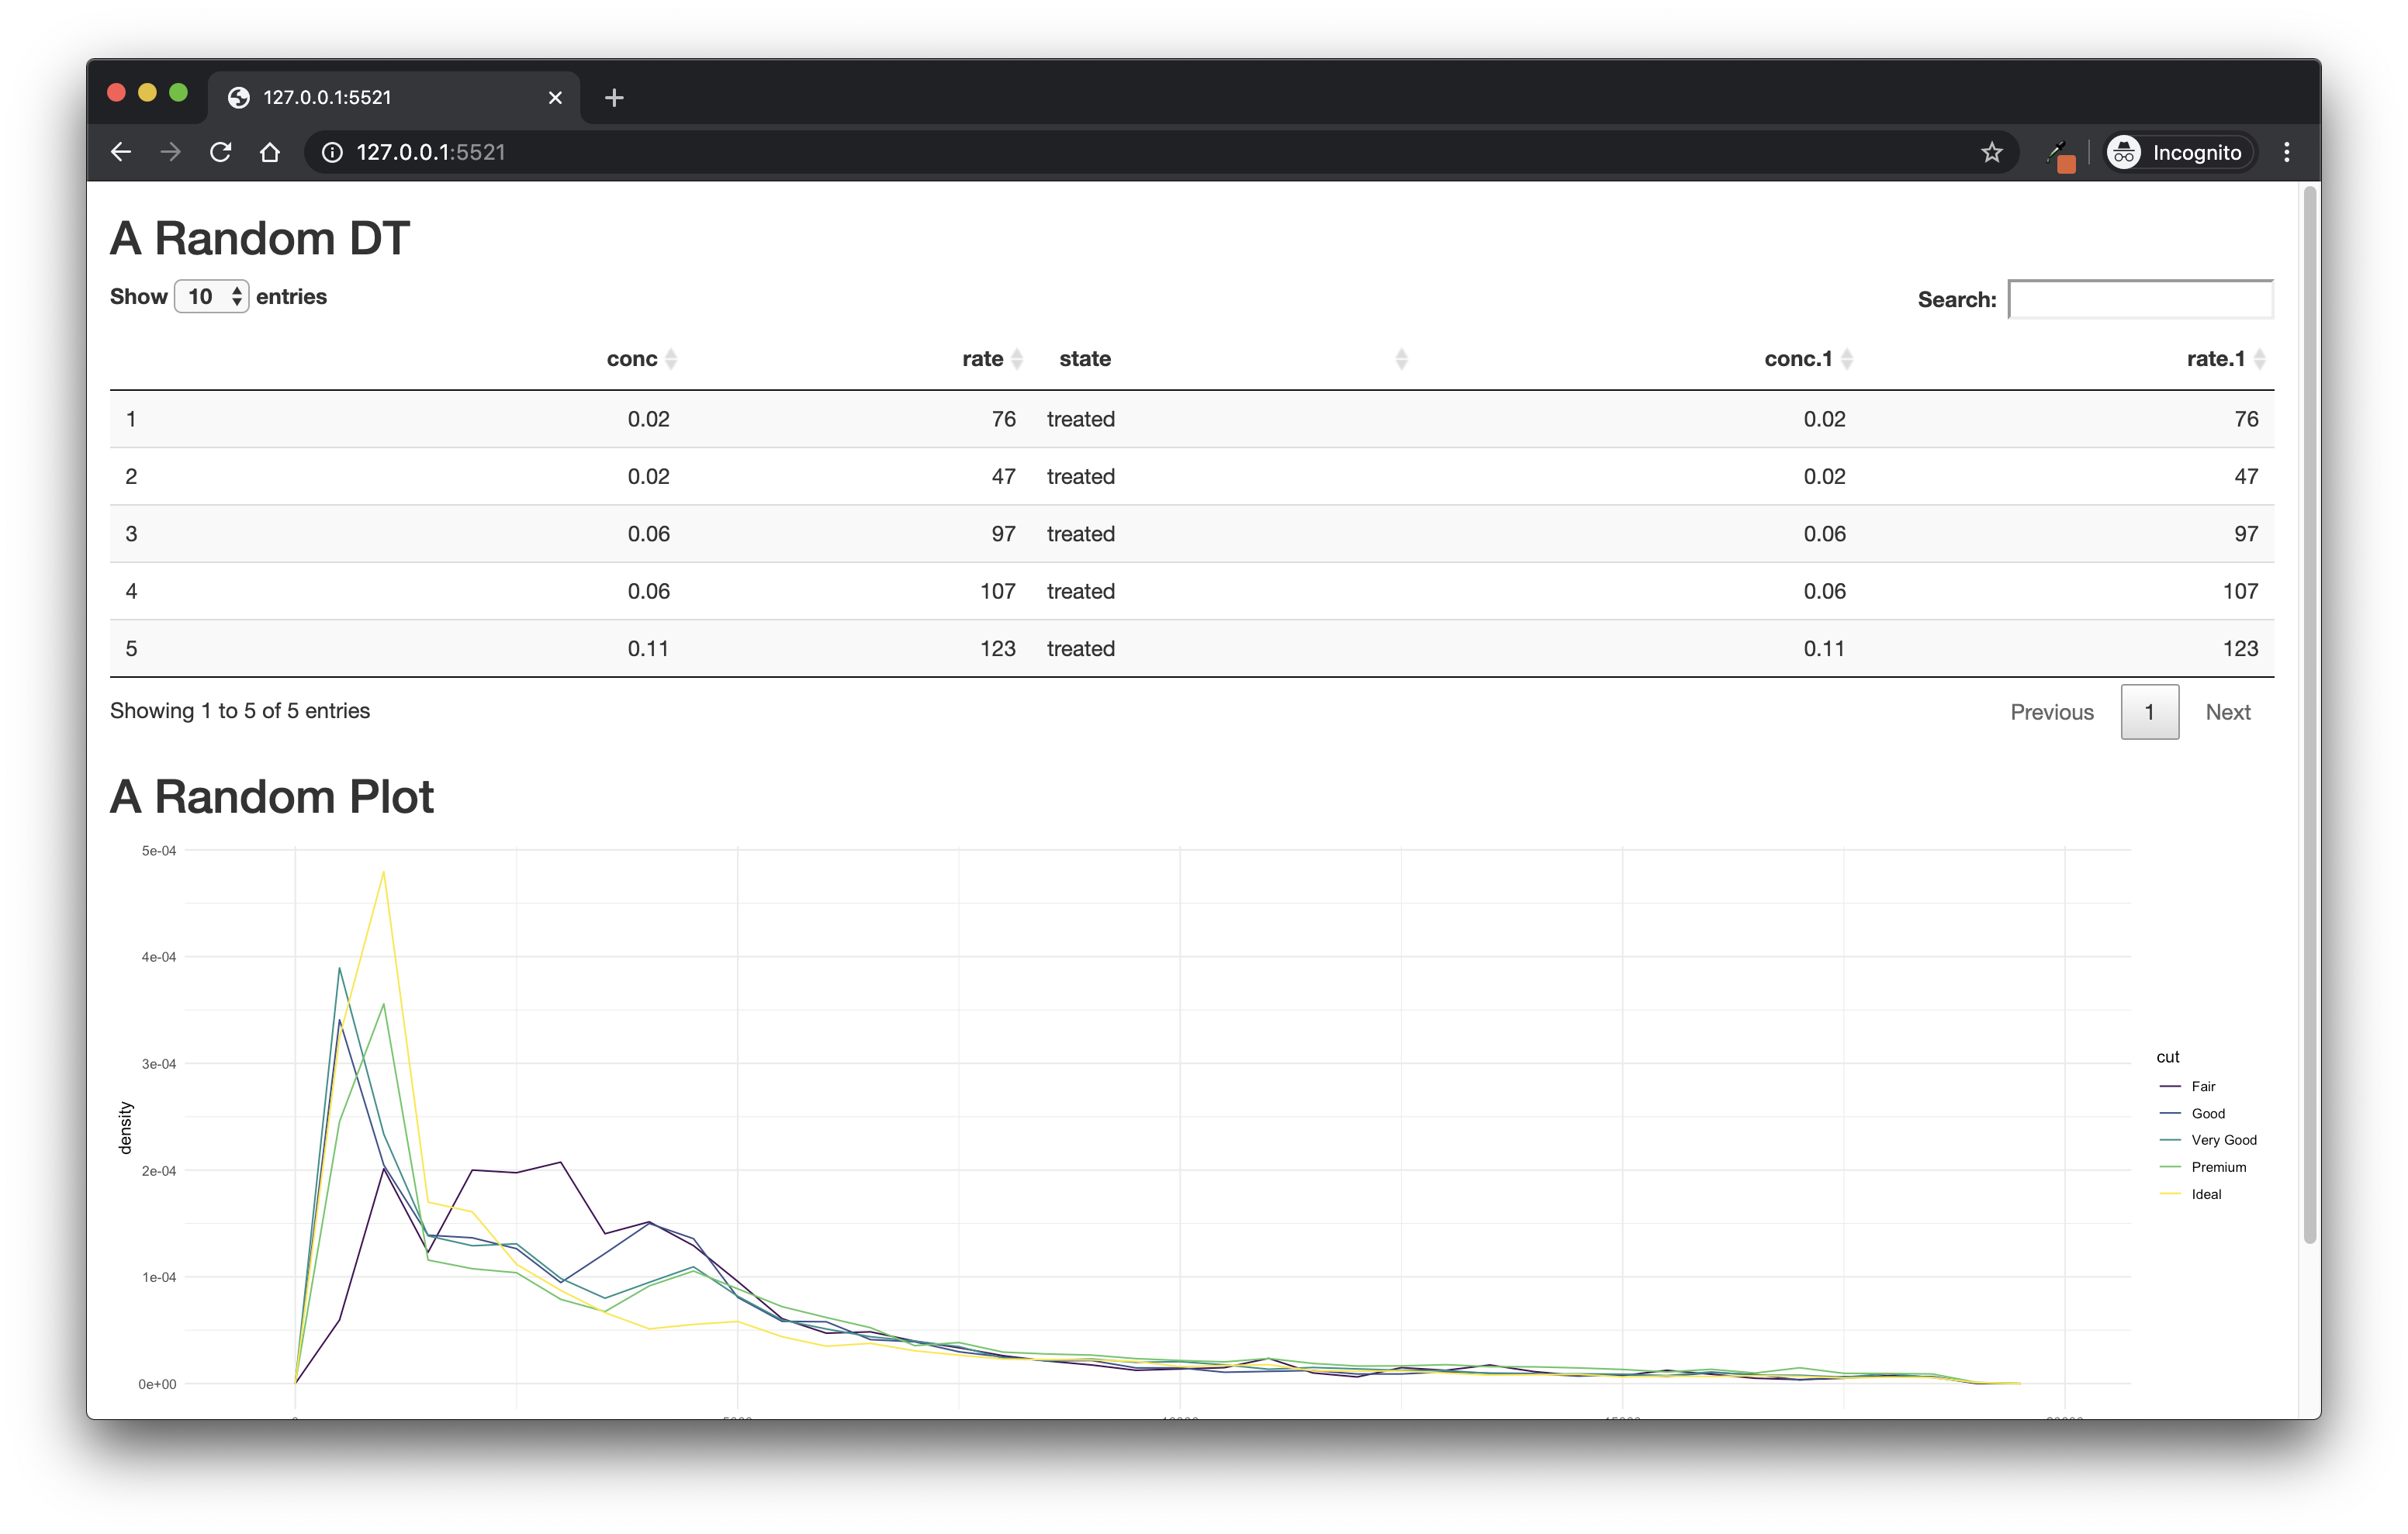 127.0.0.1:5521
127.0.0.1:5521 Incognito
A Random DT
Show 10 entries Search:
conc rate state conc.1 rate.1
1 0.02 76 treated 0.02 76
2 0.02 47 treated 0.02 47
3 0.06 97 treated 0.06 97
4 0.06 107 treated 0.06 107
5 0.11 123 treated 0.11 123
Showing 1 to 5 of 5 entries Previous 1 Next
A Random Plot
5e-04
4e-04
3e-04
2e-04
1e-04
0e+00
density
cut
Fair
Good
Very Good
Premium
Ideal